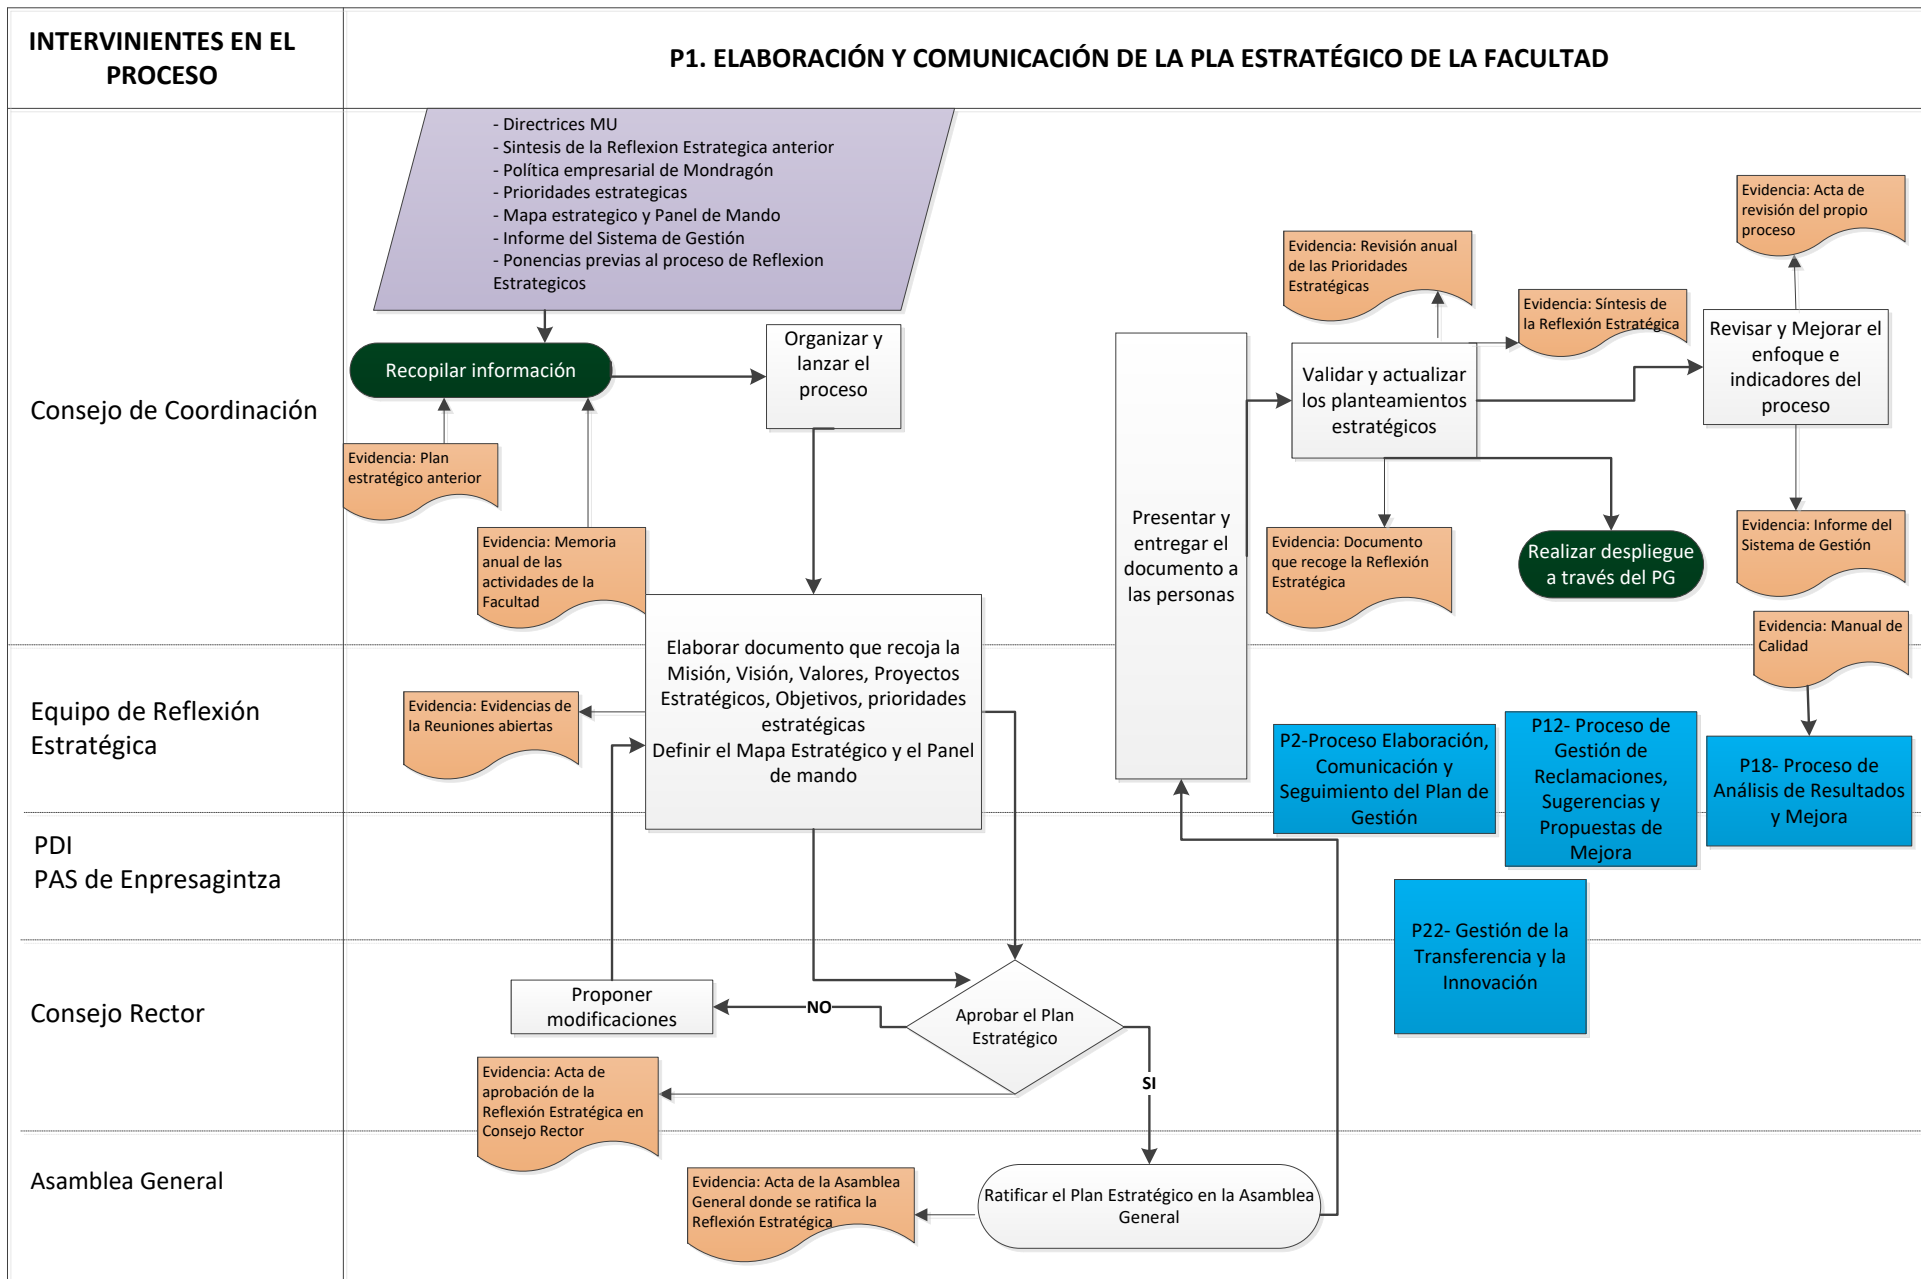 INTERVINIENTES EN EL
PROCESO
P1. ELABORACIÓN Y COMUNICACIÓN DE LA PLA ESTRATÉGICO DE LA FACULTAD
Consejo de Coordinación
- Directrices MU
- Sintesis de la Reflexion Estrategica anterior
- Política empresarial de Mondragón
- Prioridades estrategicas
- Mapa estrategico y Panel de Mando
- Informe del Sistema de Gestión
- Ponencias previas al proceso de Reflexion
Estrategicos
Recopilar información
Organizar y
lanzar el
proceso
Evidencia: Plan
estratégico anterior
Evidencia: Memoria
anual de las
actividades de la
Facultad
Presentar y
entregar el
documento a
las personas
Evidencia: Revisión anual
de las Prioridades
Estratégicas
Evidencia: Síntesis de
la Reflexión Estratégica
Evidencia: Acta de
revisión del propio
proceso
Validar y actualizar
los planteamientos
estratégicos
Revisar y Mejorar el
enfoque e
indicadores del
proceso
Evidencia: Documento
que recoge la Reflexión
Estratégica
Realizar despliegue
a través del PG
Evidencia: Informe del
Sistema de Gestión
Evidencia: Manual de
Calidad
Equipo de Reflexión
Estratégica
Evidencia: Evidencias de
la Reuniones abiertas
Elaborar documento que recoja la
Misión, Visión, Valores, Proyectos
Estratégicos, Objetivos, prioridades
estratégicas
Definir el Mapa Estratégico y el Panel
de mando
P2-Proceso Elaboración,
Comunicación y
Seguimiento del Plan de
Gestión
P12- Proceso de
Gestión de
Reclamaciones,
Sugerencias y
Propuestas de
Mejora
P18- Proceso de
Análisis de Resultados
y Mejora
PDI
PAS de Enpresagintza
P22- Gestión de la
Transferencia y la
Innovación
Consejo Rector
Proponer
modificaciones
NO
Aprobar el Plan
Estratégico
SI
Evidencia: Acta de
aprobación de la
Reflexión Estratégica en
Consejo Rector
Asamblea General
Evidencia: Acta de la Asamblea
General donde se ratifica la
Reflexión Estratégica
Ratificar el Plan Estratégico en la Asamblea
General